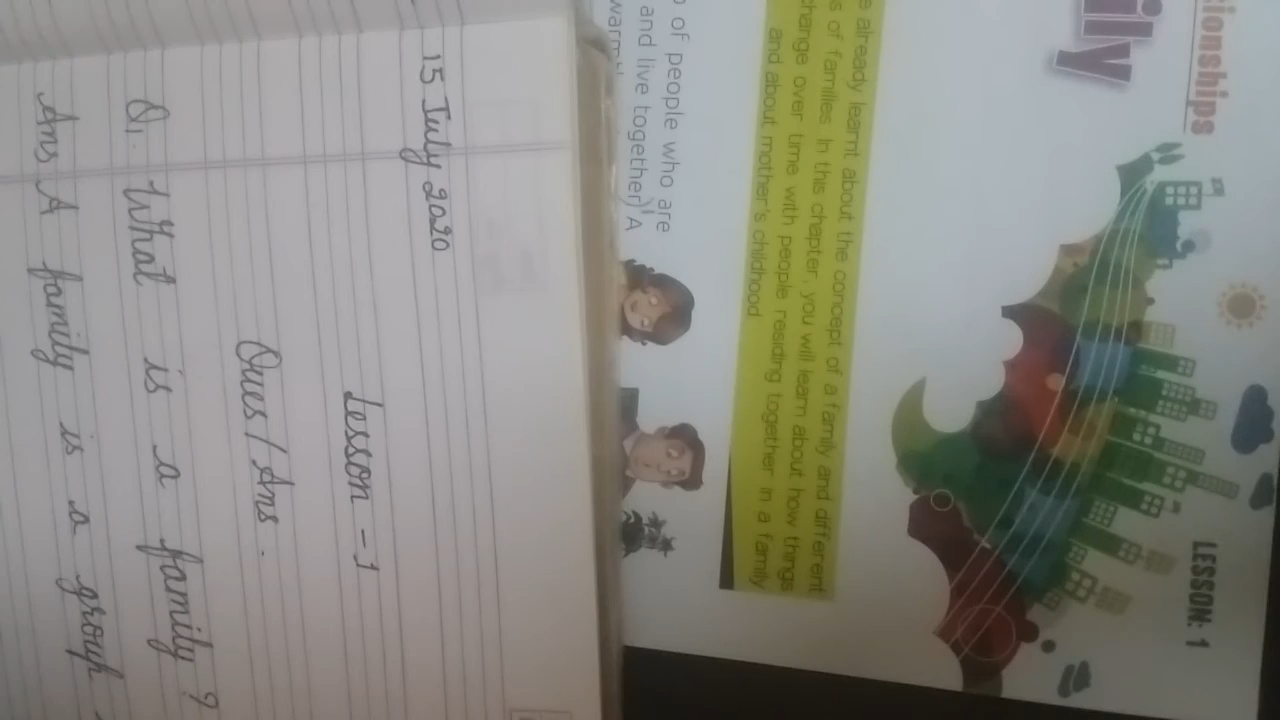 ionships
LESSON: 1
ily
already learnt about the concept of a family and different
of families. In this chapter, you will learn about how things
change over time with people residing together in a family
and about mother's childhood
of people who are
and live together) A
15 July 2020
Lesson - 1
Ques/Ans.
Q1. What is a family?
Ans A family is a group